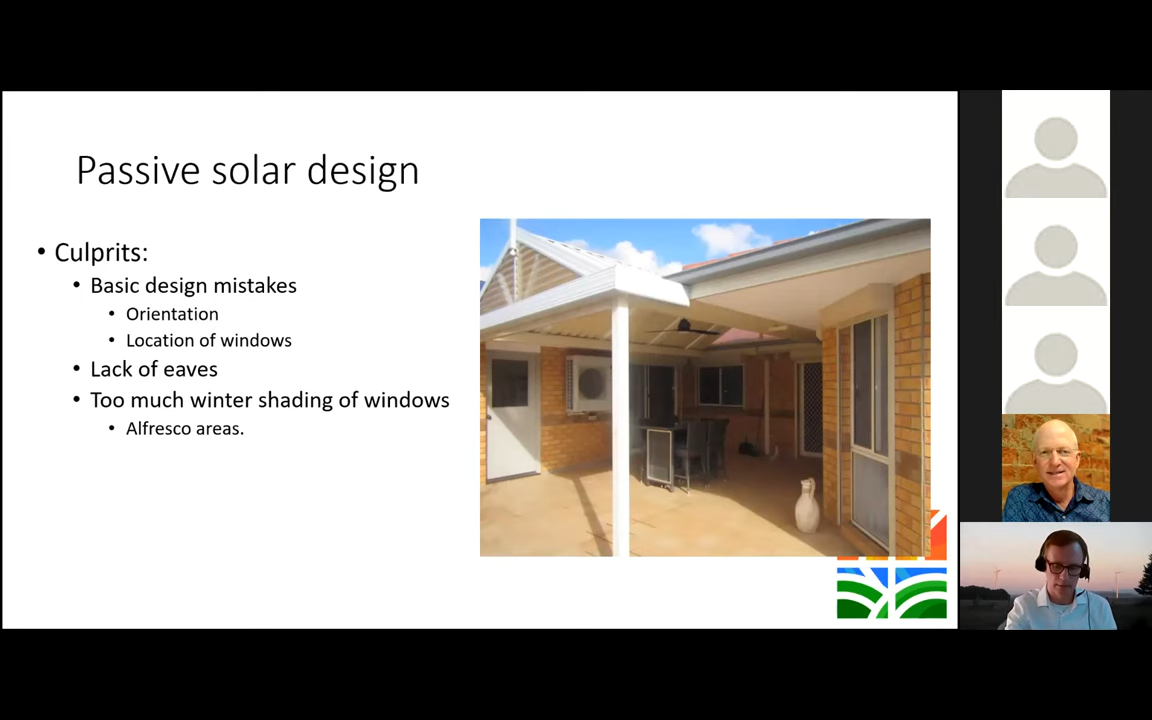 Passive solar design
• Culprits:
• Basic design mistakes
• Orientation
• Location of windows
• Lack of eaves
• Too much winter shading of windows
• Alfresco areas.